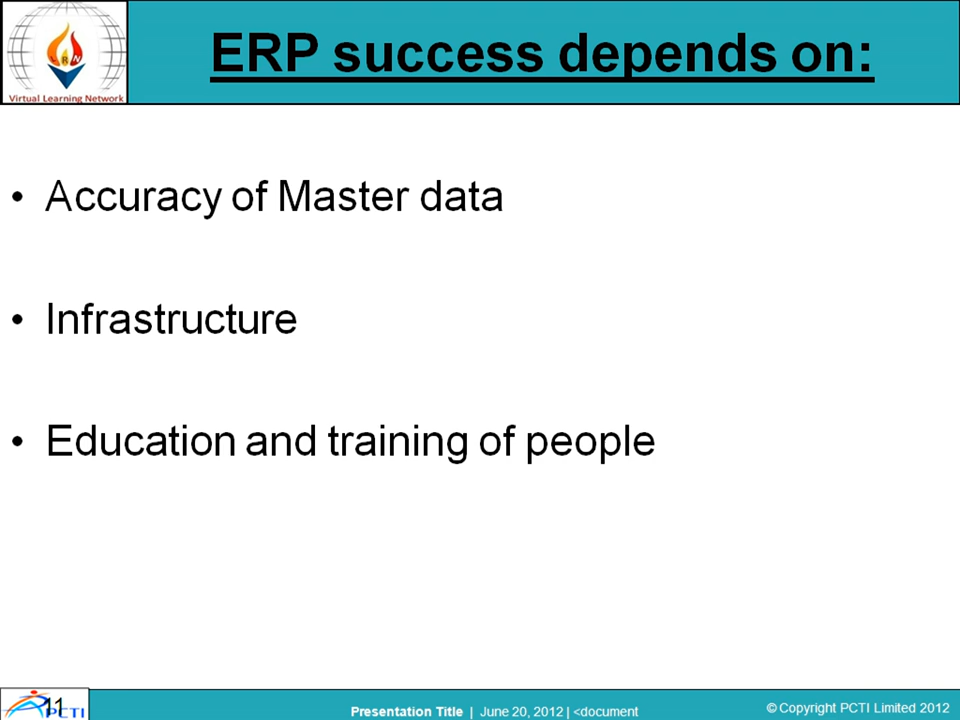 ERP success depends on:
RN
Virtual Learning Network
• Accuracy of Master data
• Infrastructure
• Education and training of people
11
PCTI
Presentation Title | June 20, 2012 | <document
© Copyright PCTI Limited 2012